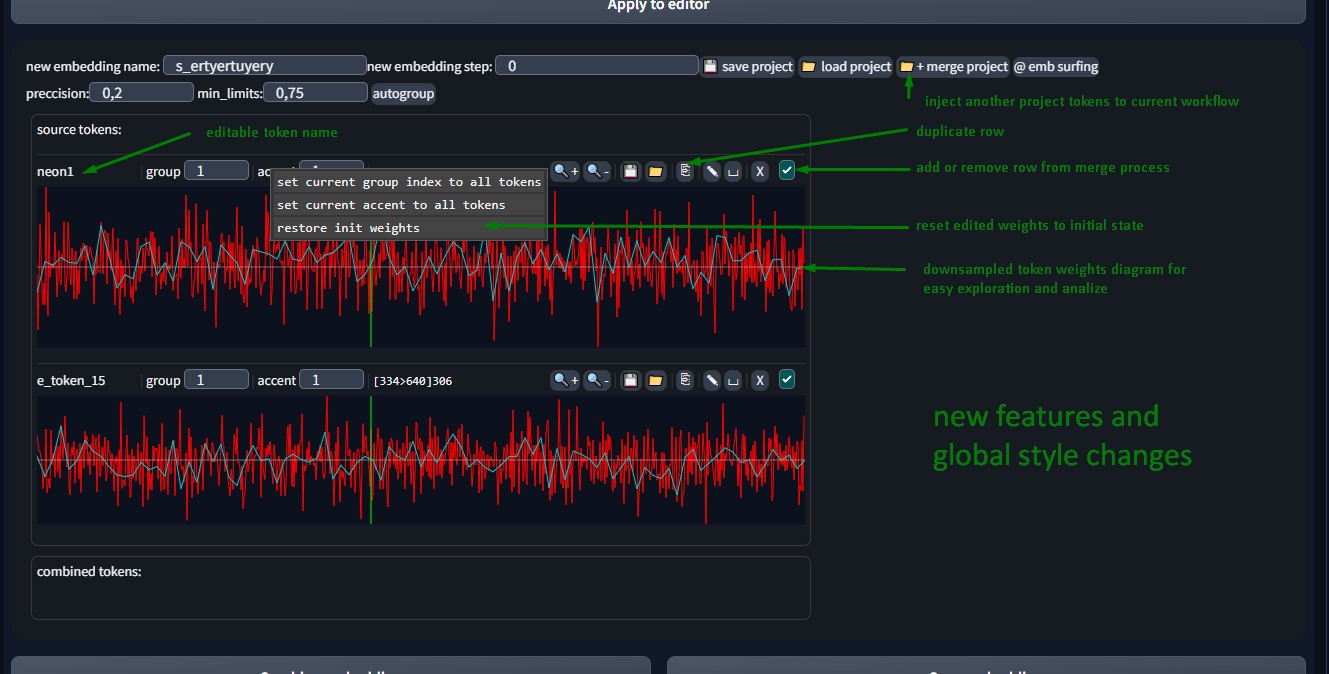 Apply to editor
new embedding name: s_ertyertuyery new embedding step: 0 save project load project + merge project @ emb surfing
preccision: 0,2 min_limits: 0,75 autogroup
inject another project tokens to current workflow
source tokens:
editable token name
duplicate row
neon1 group 1 + - X
add or remove row from merge process
set current group index to all tokens
set current accent to all tokens
restore init weights
reset edited weights to initial state
downsampled token weights diagram for
easy exploration and analize
e_token_15 group 1 accent 1 [334>640]306 + - X
new features and
global style changes
combined tokens: